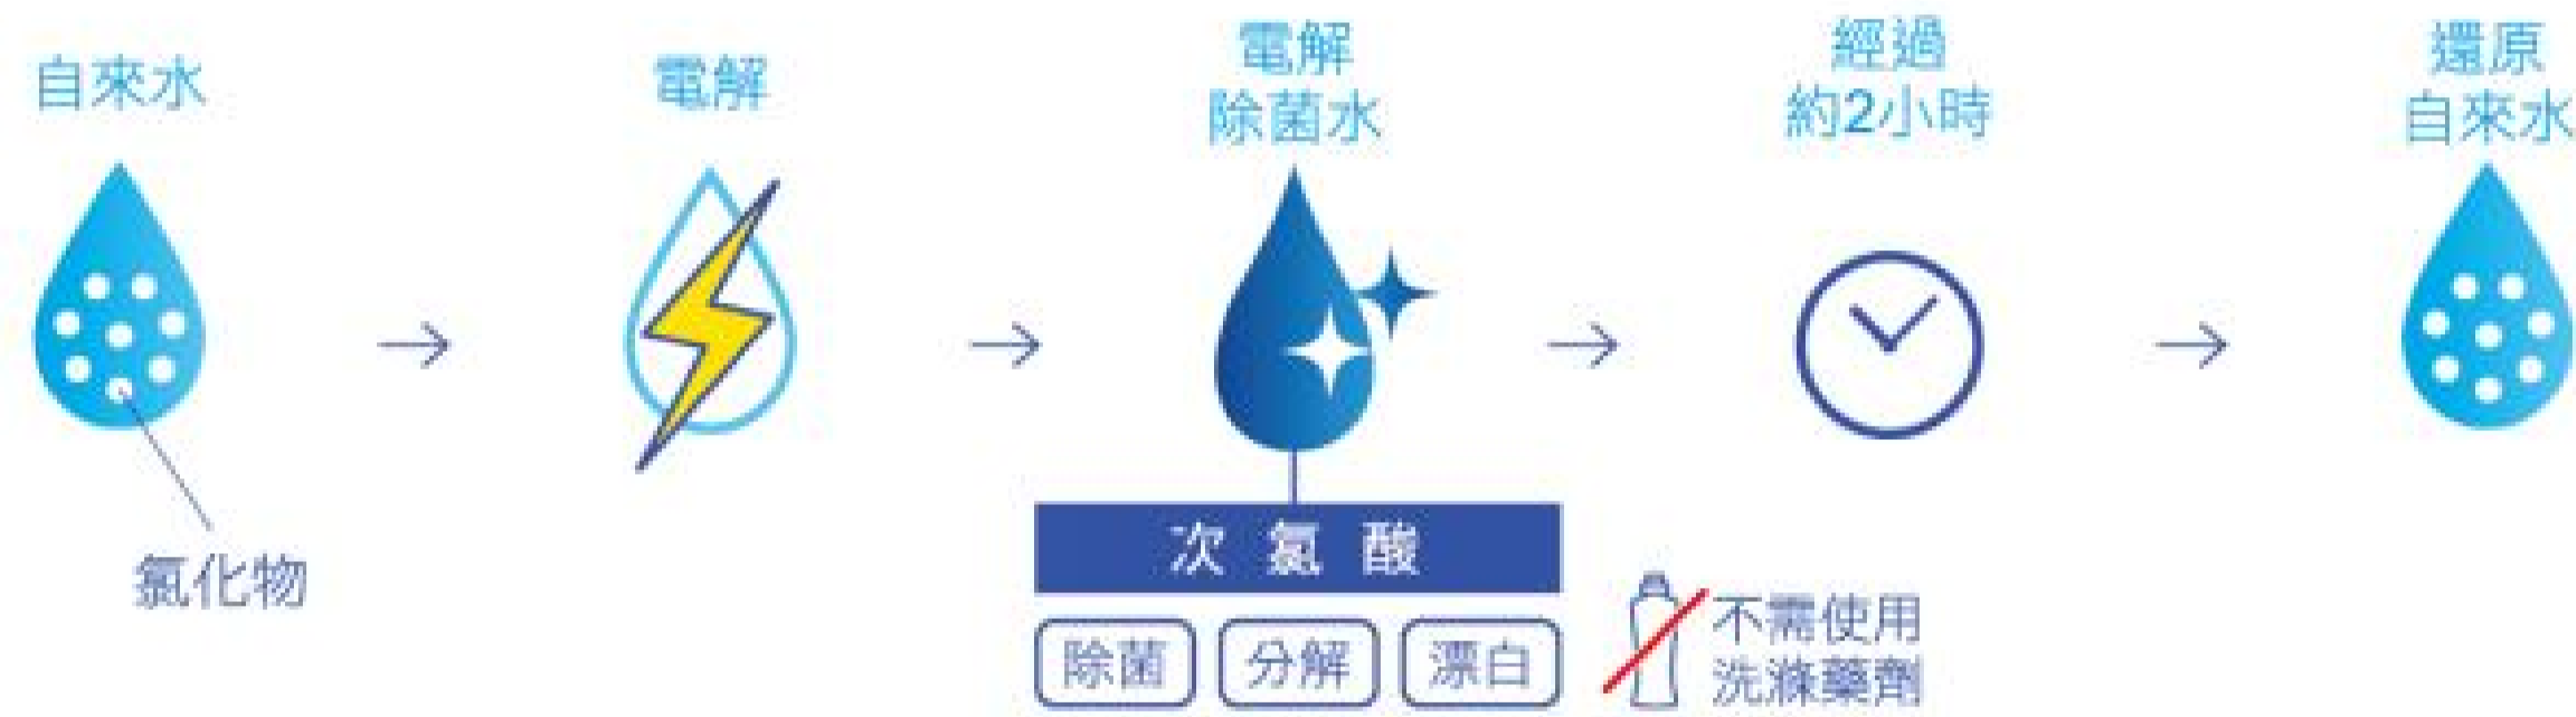 自來水
電解
電解
除菌水
經過
約2小時
還原
自來水
氯化物
次氯酸
除菌
分解
漂白
不需使用
洗滌藥劑